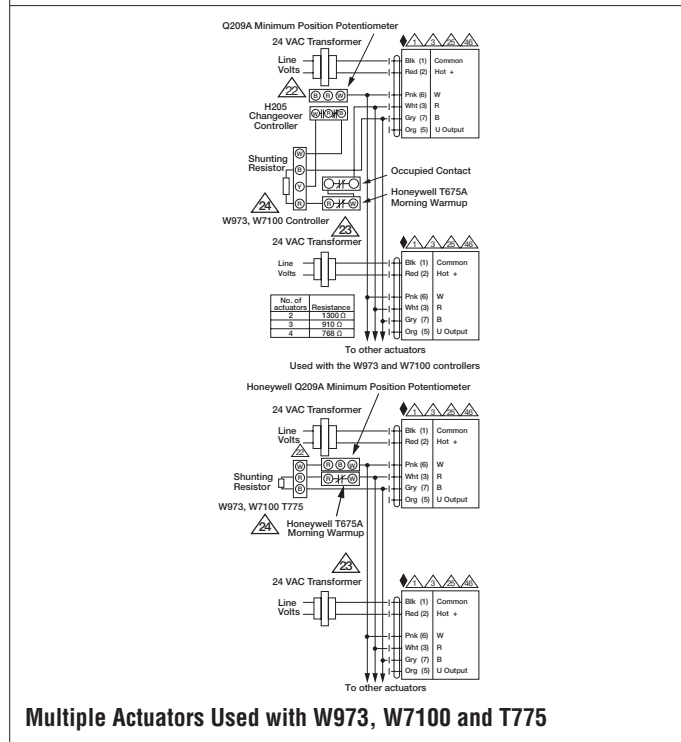 Q209A Minimum Position Potentiometer
24 VAC Transformer
Line
Volts
1 3 25 46
Blk (1) Common
Red (2) Hot +
Pnk (6) W
Wht (3) R
Gry (7) B
Org (5) U Output
22
B R W
H205
Changeover
Controller
W R B
Shunting
Resistor
W
B
Y
R
Occupied Contact
R W
Honeywell T675A
Morning Warmup
24
W973, W7100 Controller
23
24 VAC Transformer
Line
Volts
1 3 25 46
Blk (1) Common
Red (2) Hot +
Pnk (6) W
Wht (3) R
Gry (7) B
Org (5) U Output
No. of
actuators Resistance
2 1300 Ω
3 910 Ω
4 768 Ω
To other actuators
Used with the W973 and W7100 controllers
Honeywell Q209A Minimum Position Potentiometer
24 VAC Transformer
Line
Volts
1 3 25 46
Blk (1) Common
Red (2) Hot +
Pnk (6) W
Wht (3) R
Gry (7) B
Org (5) U Output
22
W
R
B
R B W
R W
Shunting
Resistor
W973, W7100 T775
24
Honeywell T675A
Morning Warmup
23
24 VAC Transformer
Line
Volts
1 3 25 46
Blk (1) Common
Red (2) Hot +
Pnk (6) W
Wht (3) R
Gry (7) B
Org (5) U Output
To other actuators
Multiple Actuators Used with W973, W7100 and T775